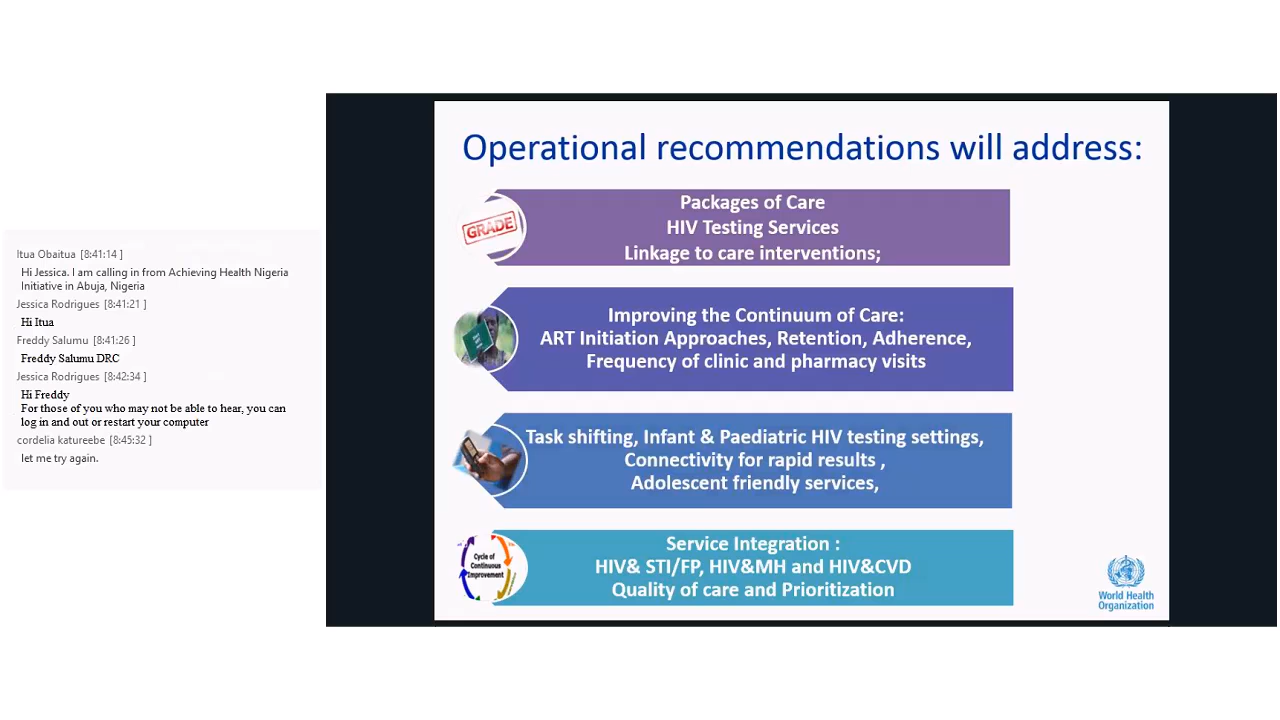 Itua Obaitua [8:41:14 ]
Hi Jessica. I am calling in from Achieving Health Nigeria
Initiative in Abuja, Nigeria
Jessica Rodrigues [8:41:21 ]
Hi Itua
Freddy Salumu [8:41:26 ]
Freddy Salumu DRC
Jessica Rodrigues [8:42:34 ]
Hi Freddy
For those of you who may not be able to hear, you can
log in and out or restart your computer
cordelia katureebe [8:45:32 ]
let me try again.
Operational recommendations will address:
GRADE
Packages of Care
HIV Testing Services
Linkage to care interventions;
Improving the Continuum of Care:
ART Initiation Approaches, Retention, Adherence,
Frequency of clinic and pharmacy visits
Task shifting, Infant & Paediatric HIV testing settings,
Connectivity for rapid results ,
Adolescent friendly services,
Cycle of
Continuous
Improvement
Service Integration :
HIV& STI/FP, HIV&MH and HIV&CVD
Quality of care and Prioritization
World Health
Organization